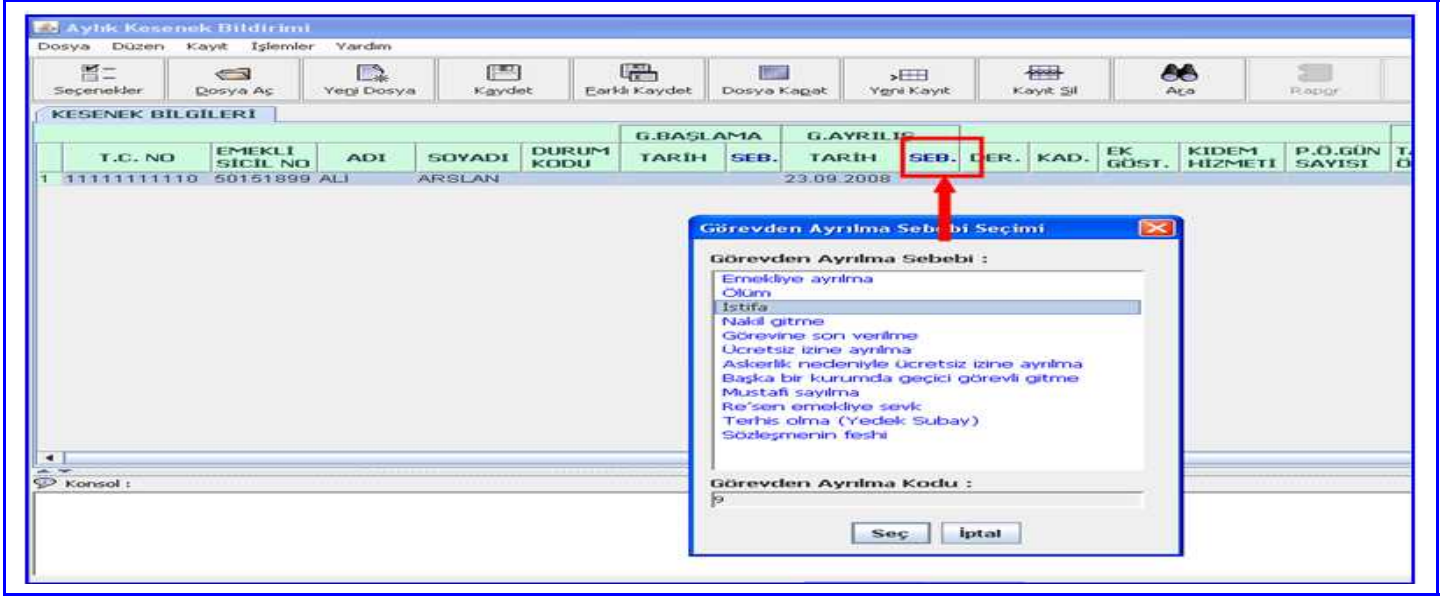 Aylık Kesenek Bildirimi
Dosya Düzen Kayıt İşlemler Yardım
Seçenekler Dosya Aç Yeni Dosya Kaydet Farklı Kaydet Dosya Kapat Yeni Kayıt Kayıt Sil Ara Rapor
KESENEK BİLGİLERİ
G.BAŞLAMA G.AYRILIŞ
T.C. NO EMEKLİ SİCİL NO ADI SOYADI DURUM KODU TARİH SEB. TARİH SEB. DER. KAD. EK GÖST. KIDEM HİZMETİ P.Ö.GÜN SAYISI
1 11111111110 50151899 ALİ ARSLAN 23.09.2008
Görevden Ayrılma Sebebi Seçimi
Görevden Ayrılma Sebebi :
Emekliye ayrılma
Ölüm
İstifa
Nakil gitme
Görevine son verilme
Ücretsiz izine ayrılma
Askerlik nedeniyle ücretsiz izine ayrılma
Başka bir kurumda geçici görevli gitme
Mustafi sayılma
Re'sen emekliye sevk
Terhis olma (Yedek Subay)
Sözleşmenin feshi
Görevden Ayrılma Kodu :
9
Seç İptal
Konsol :